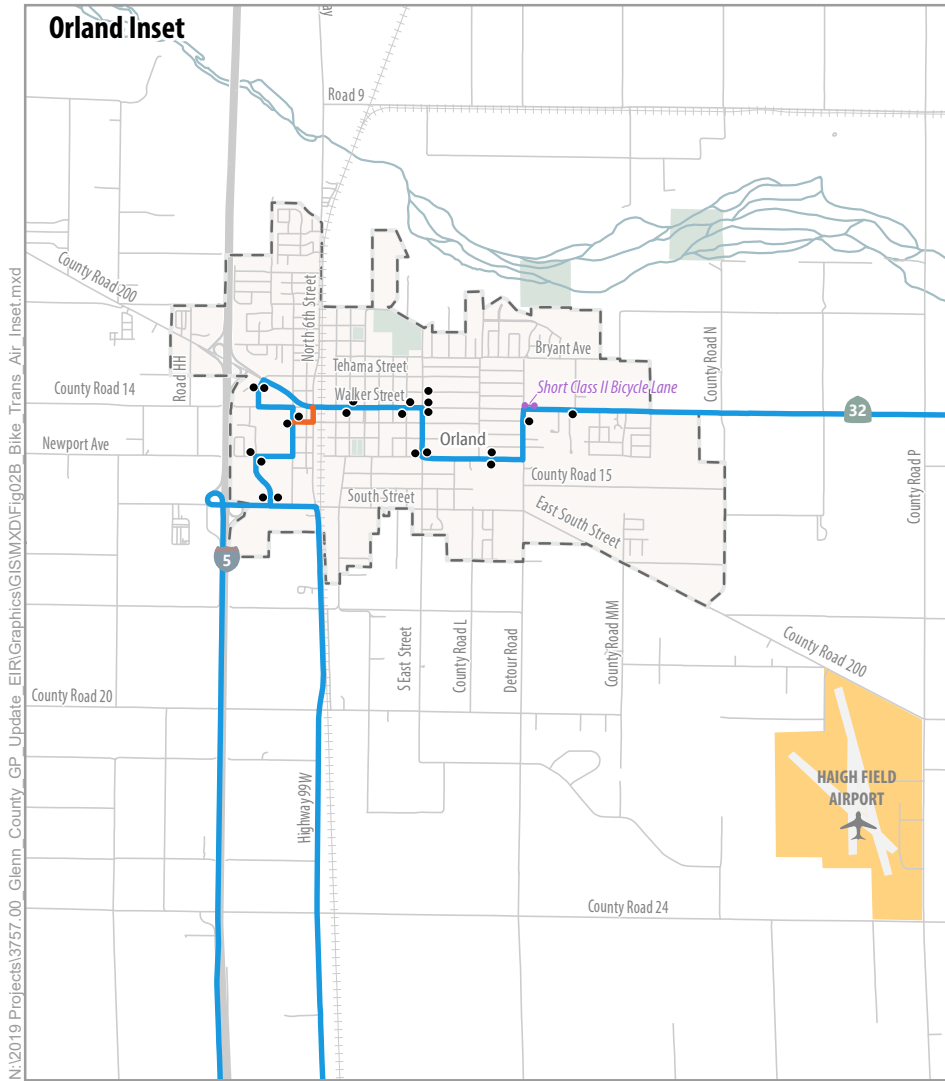 Orland Inset
ay
Road 9
County Road 200
North 6th Street
Road HH
Bryant Ave
County Road N
Tehama Street
County Road 14
Walker Street
Short Class II Bicycle Lane
32
Newport Ave
Orland
County Road 15
County Road P
South Street
East South Street
5
S East Street
County Road L
Detour Road
County Road MM
County Road 200
County Road 20
Highway 99W
HAIGH FIELD
AIRPORT
County Road 24
N:\2019 Projects\3757.00_Glenn_County_GP_Update_EIR\Graphics\GIS\MXD\Fig02B_Bike_Trans_Air_Inset.mxd